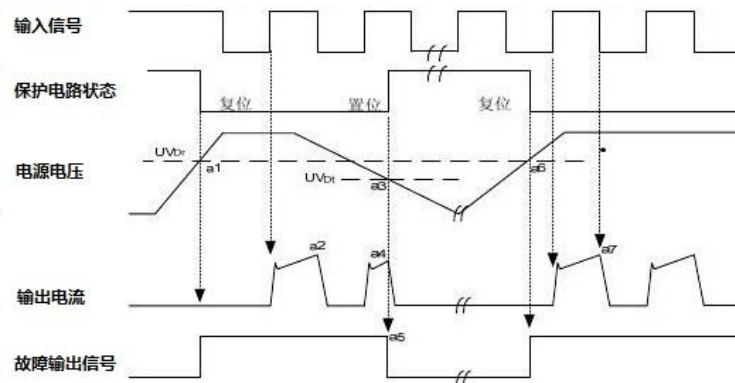 输入信号
保护电路状态
复位 置位 复位
UVDr
a1
a6
电源电压
UVDt
a3
a2
a4
a7
输出电流
a5
故障输出信号